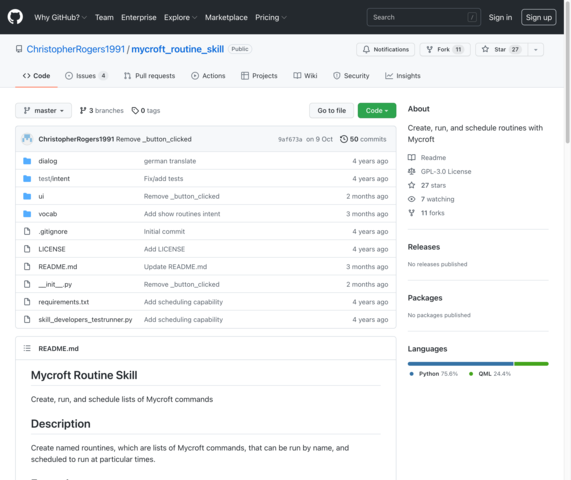 Why GitHub? Team Enterprise Explore Marketplace Pricing Search / Sign in Sign up
ChristopherRogers1991 / mycroft_routine_skill Public Notifications Fork 11 Star 27
Code Issues 4 Pull requests Actions Projects Wiki Security Insights
master 3 branches 0 tags Go to file Code
ChristopherRogers1991 Remove _button_clicked 9af673a on 9 Oct 50 commits
dialog german translate 4 years ago
test/intent Fix/add tests 4 years ago
ui Remove _button_clicked 2 months ago
vocab Add show routines intent 3 months ago
.gitignore Initial commit 4 years ago
LICENSE Add LICENSE 4 years ago
README.md Update README.md 3 months ago
__init__.py Remove _button_clicked 2 months ago
requirements.txt Add scheduling capability 4 years ago
skill_developers_testrunner.py Add scheduling capability 4 years ago
README.md
Mycroft Routine Skill
Create, run, and schedule lists of Mycroft commands
Description
Create named rountines, which are lists of Mycroft commands, that can be run by name, and
scheduled to run at particular times.
About
Create, run, and schedule routines with
Mycroft
Readme
GPL-3.0 License
27 stars
7 watching
11 forks
Releases
No releases published
Packages
No packages published
Languages
Python 75.6% QML 24.4%